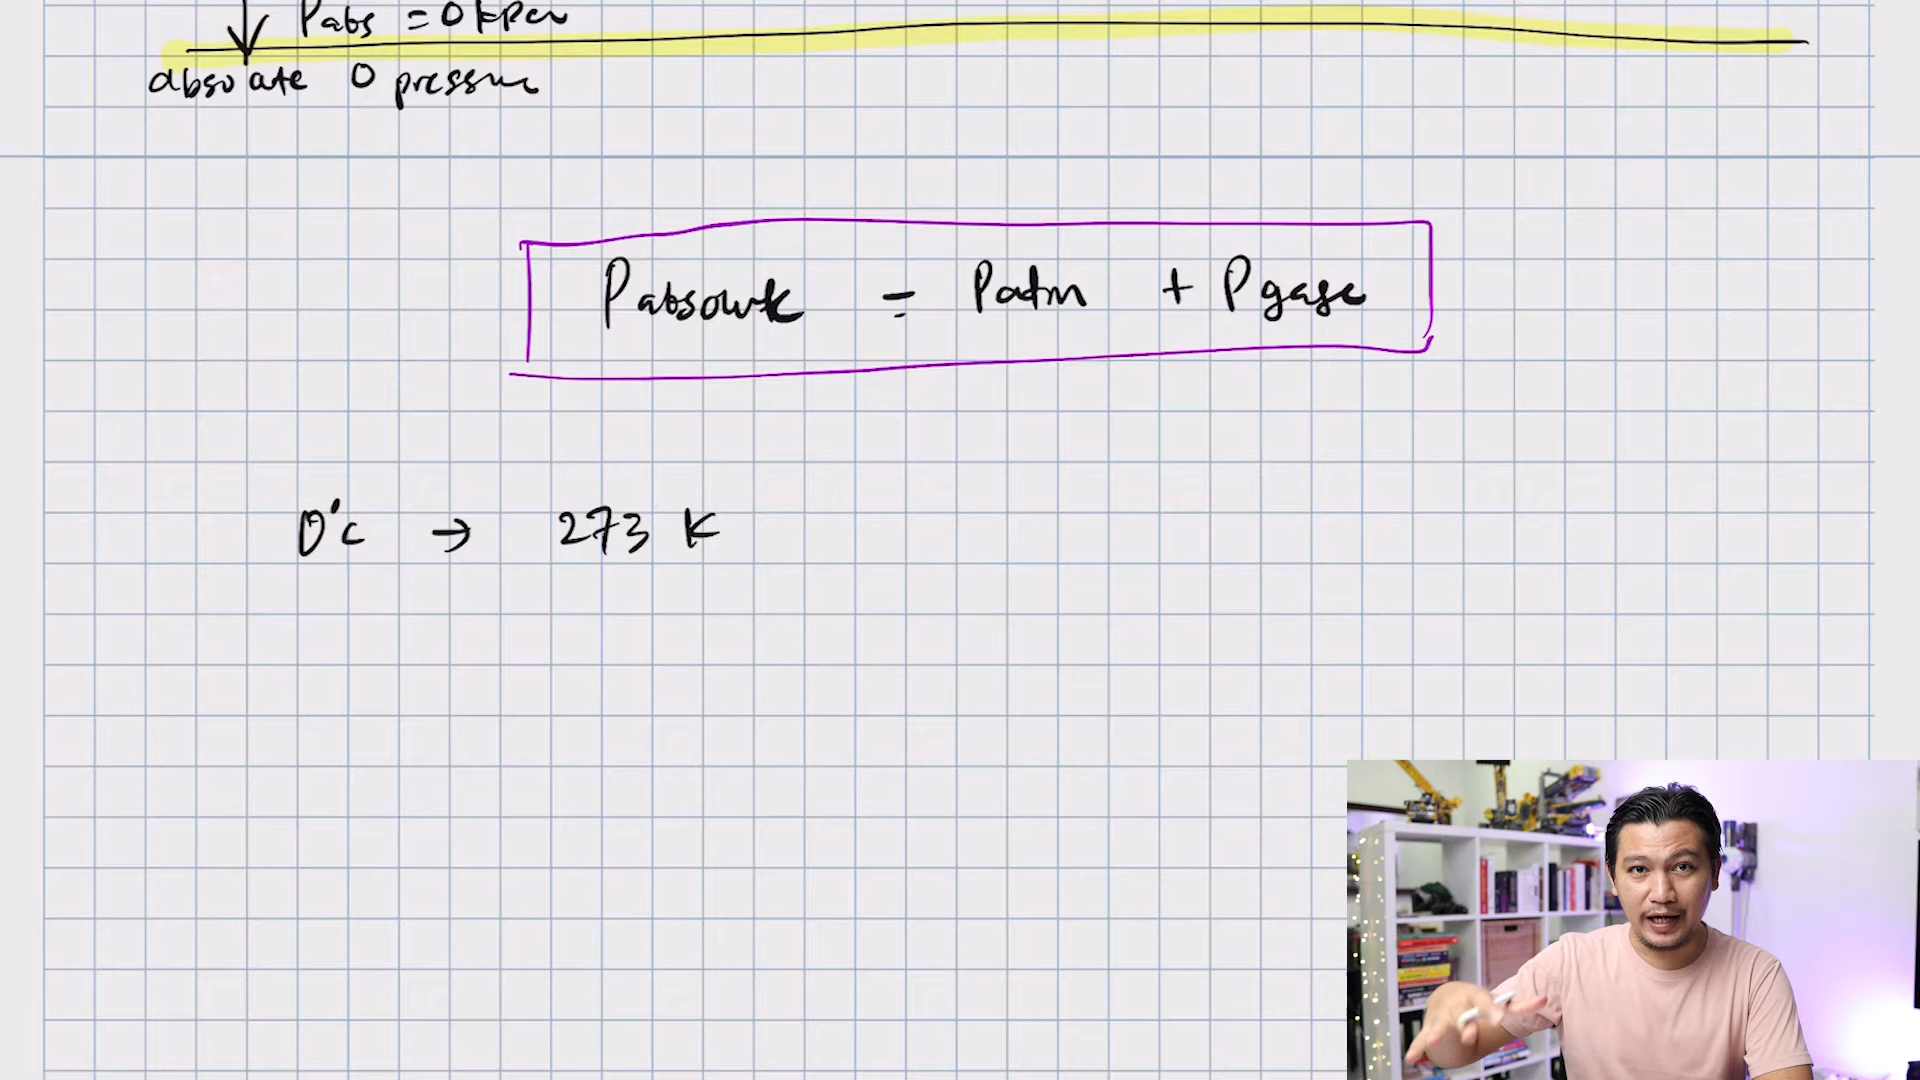 Pabs = 0 kPa
absolute 0 pressure
Pabsolute = Patm + Pgage
0°C → 273 K